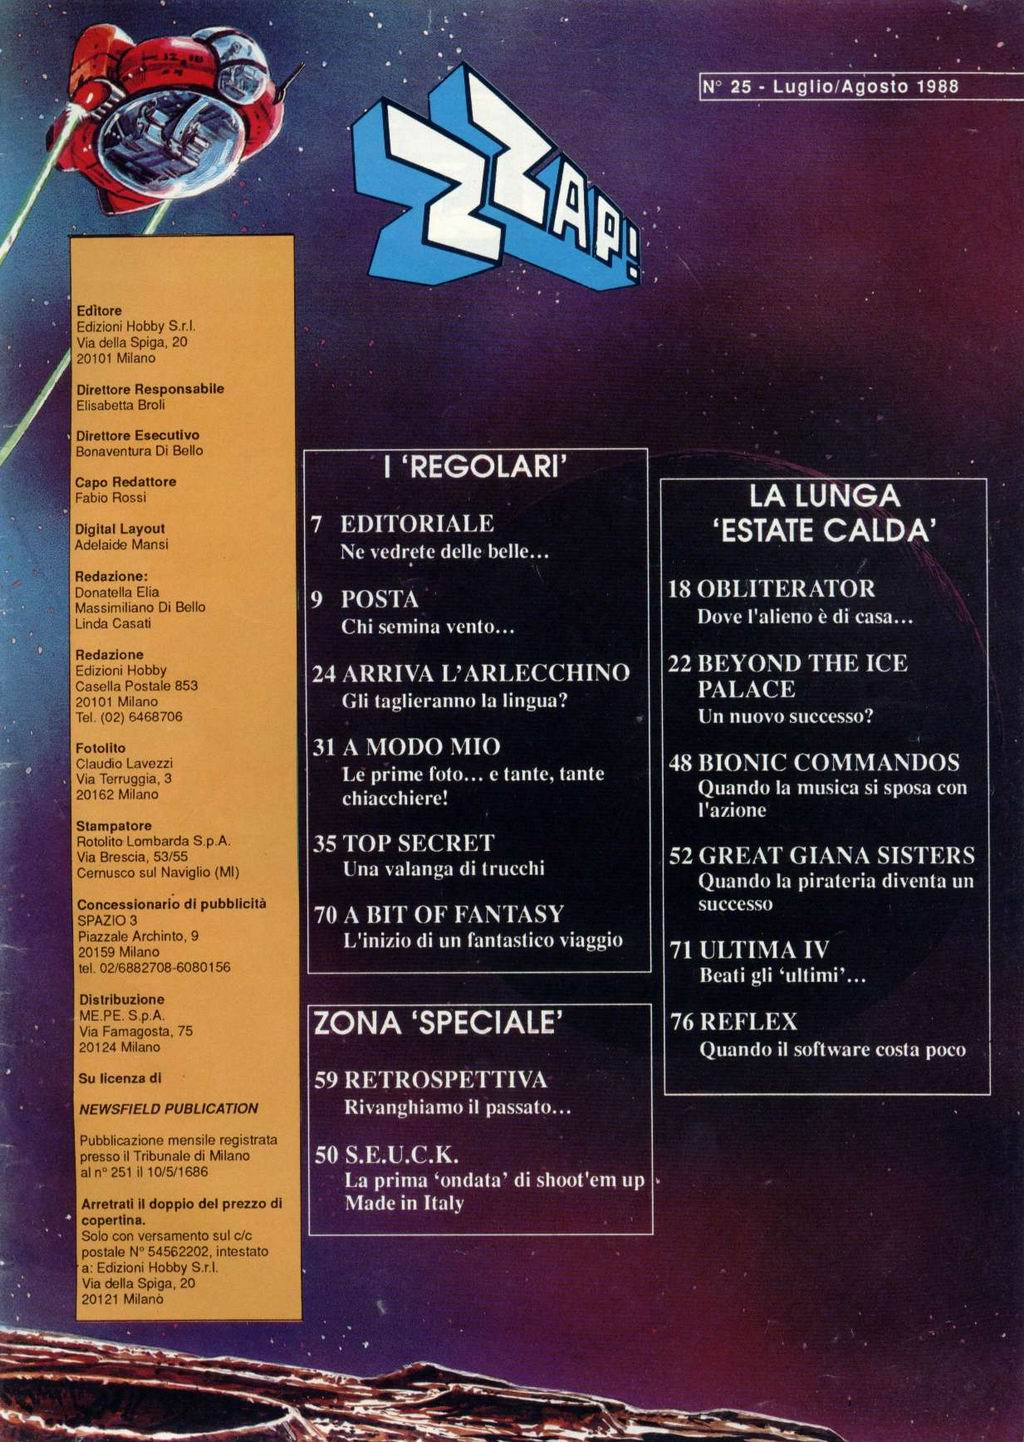 N° 25 - Luglio/Agosto 1988
ZZAP!
Editore
Edizioni Hobby S.r.l.
Via della Spiga, 20
20101 Milano
Direttore Responsabile
Elisabetta Broli
Direttore Esecutivo
Bonaventura Di Bello
Capo Redattore
Fabio Rossi
Digital Layout
Adelaide Mansi
Redazione:
Donatella Elia
Massimiliano Di Bello
Linda Casati
Redazione
Edizioni Hobby
Casella Postale 853
20101 Milano
Tel. (02) 6468706
Fotolito
Claudio Lavezzi
Via Terruggia, 3
20162 Milano
Stampatore
Rotolito Lombarda S.p.A.
Via Brescia, 53/55
Cernusco sul Naviglio (MI)
Concessionario di pubblicità
SPAZIO 3
Piazzale Archinto, 9
20159 Milano
tel. 02/6882708-6080156
Distribuzione
ME.PE. S.p.A.
Via Famagosta, 75
20124 Milano
Su licenza di
NEWSFIELD PUBLICATION
Pubblicazione mensile registrata
presso il Tribunale di Milano
al n° 251 il 10/5/1686
Arretrati il doppio del prezzo di
copertina.
Solo con versamento sul c/c
postale N° 54562202, intestato
a: Edizioni Hobby S.r.l.
Via della Spiga, 20
20121 Milano
I 'REGOLARI'
7 EDITORIALE
Ne vedrete delle belle...
9 POSTA
Chi semina vento...
24 ARRIVA L'ARLECCHINO
Gli taglieranno la lingua?
31 A MODO MIO
Le prime foto... e tante, tante
chiacchiere!
35 TOP SECRET
Una valanga di trucchi
70 A BIT OF FANTASY
L'inizio di un fantastico viaggio
ZONA 'SPECIALE'
59 RETROSPETTIVA
Rivanghiamo il passato...
50 S.E.U.C.K.
La prima 'ondata' di shoot'em up
Made in Italy
LA LUNGA
'ESTATE CALDA'
18 OBLITERATOR
Dove l'alieno è di casa...
22 BEYOND THE ICE
PALACE
Un nuovo successo?
48 BIONIC COMMANDOS
Quando la musica si sposa con
l'azione
52 GREAT GIANA SISTERS
Quando la pirateria diventa un
successo
71 ULTIMA IV
Beati gli 'ultimi'...
76 REFLEX
Quando il software costa poco